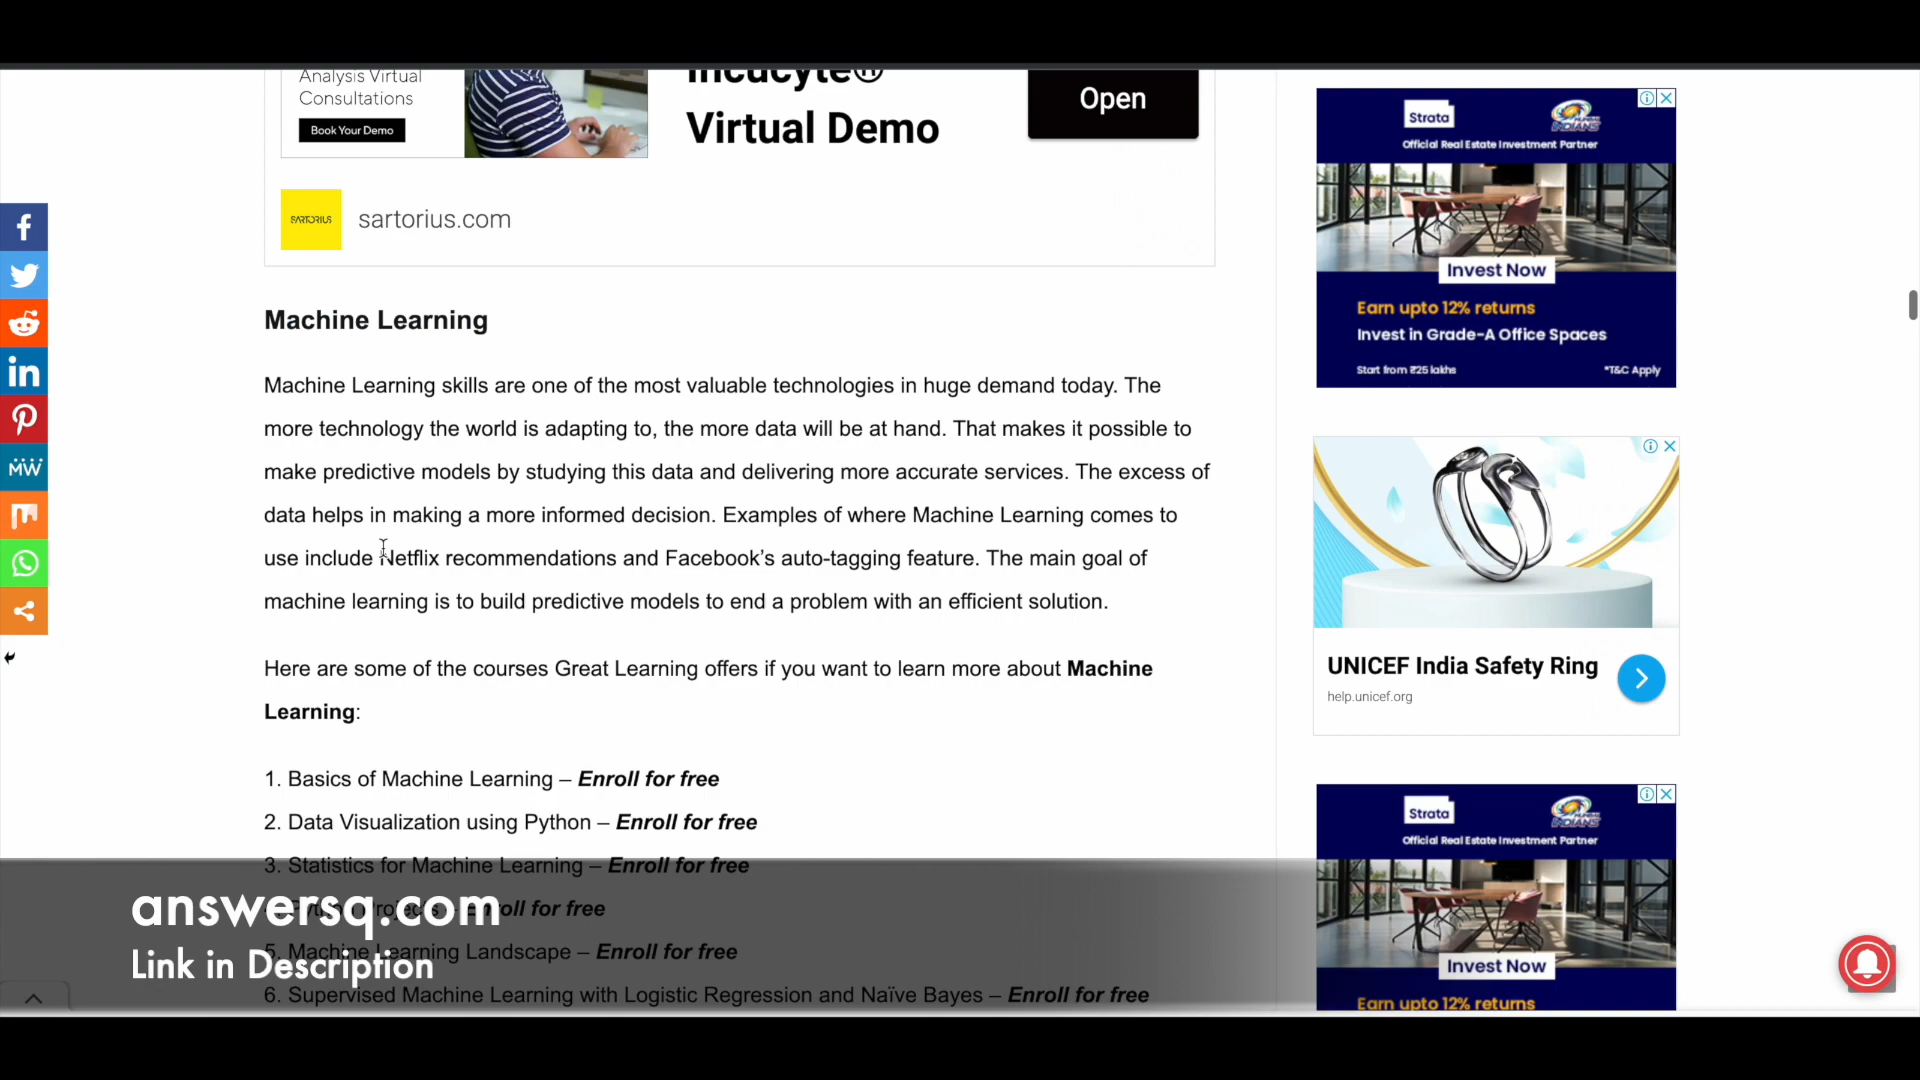 Analysis Virtual
Consultations
Book Your Demo
Incucyte®
Virtual Demo
Open
SARTORIUS
sartorius.com
Machine Learning
Machine Learning skills are one of the most valuable technologies in huge demand today. The
more technology the world is adapting to, the more data will be at hand. That makes it possible to
make predictive models by studying this data and delivering more accurate services. The excess of
data helps in making a more informed decision. Examples of where Machine Learning comes to
use include Netflix recommendations and Facebook’s auto-tagging feature. The main goal of
machine learning is to build predictive models to end a problem with an efficient solution.
Here are some of the courses Great Learning offers if you want to learn more about Machine
Learning:
1. Basics of Machine Learning – Enroll for free
2. Data Visualization using Python – Enroll for free
3. Statistics for Machine Learning – Enroll for free
4. Python Projects – Enroll for free
5. Machine Learning Landscape – Enroll for free
6. Supervised Machine Learning with Logistic Regression and Naïve Bayes – Enroll for free
answersq.com
Link in Description
Strata
INDIANS
Official Real Estate Investment Partner
Invest Now
Earn upto 12% returns
Invest in Grade-A Office Spaces
Start from ₹25 lakhs
*T&C Apply
UNICEF India Safety Ring
help.unicef.org
Strata
INDIANS
Official Real Estate Investment Partner
Invest Now
Earn upto 12% returns
in
MW